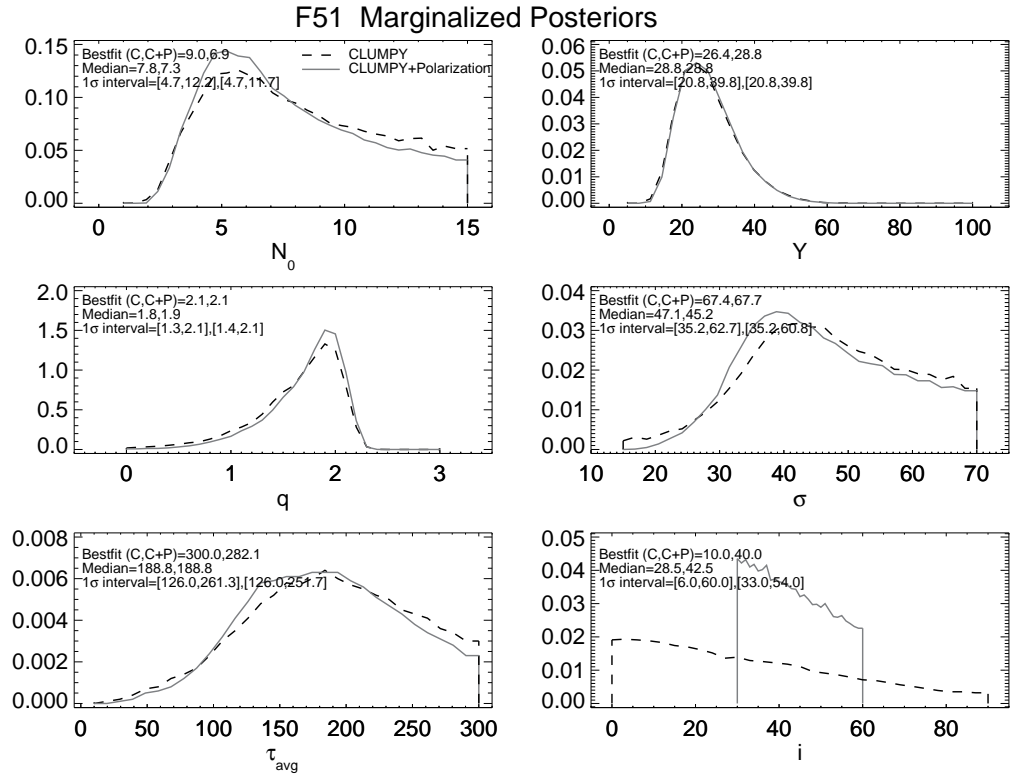 F51 Marginalized Posteriors
Bestfit (C,C+P)=9.0,6.9
Median=7.8,7.3
1σ interval=[4.7,12.2],[4.7,11.7]
CLUMPY
CLUMPY+Polarization
0.15
0.10
0.05
0.00
0 5 10 15
N0
Bestfit (C,C+P)=26.4,28.8
Median=28.8,28.8
1σ interval=[20.8,39.8],[20.8,39.8]
0.06
0.05
0.04
0.03
0.02
0.01
0.00
0 20 40 60 80 100
Y
Bestfit (C,C+P)=2.1,2.1
Median=1.8,1.9
1σ interval=[1.3,2.1],[1.4,2.1]
2.0
1.5
1.0
0.5
0.0
0 1 2 3
q
Bestfit (C,C+P)=67.4,67.7
Median=47.1,45.2
1σ interval=[35.2,62.7],[35.2,60.8]
0.04
0.03
0.02
0.01
0.00
10 20 30 40 50 60 70
σ
Bestfit (C,C+P)=300.0,282.1
Median=188.8,188.8
1σ interval=[126.0,261.3],[126.0,251.7]
0.008
0.006
0.004
0.002
0.000
0 50 100 150 200 250 300
τavg
Bestfit (C,C+P)=10.0,40.0
Median=28.5,42.5
1σ interval=[6.0,60.0],[33.0,54.0]
0.05
0.04
0.03
0.02
0.01
0.00
0 20 40 60 80
i